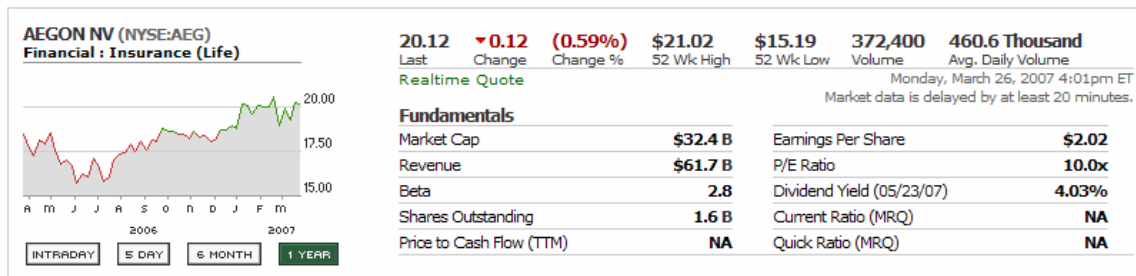 AEGON NV (NYSE:AEG)
Financial : Insurance (Life)
20.00
17.50
15.00
A M J J A S O N D J F M
2006 2007
INTRADAY 5 DAY 6 MONTH 1 YEAR
20.12 ▼0.12 (0.59%) $21.02 $15.19 372,400 460.6 Thousand
Last Change Change % 52 Wk High 52 Wk Low Volume Avg. Daily Volume
Realtime Quote Monday, March 26, 2007 4:01pm ET
Market data is delayed by at least 20 minutes.
Fundamentals
Market Cap $32.4 B Earnings Per Share $2.02
Revenue $61.7 B P/E Ratio 10.0x
Beta 2.8 Dividend Yield (05/23/07) 4.03%
Shares Outstanding 1.6 B Current Ratio (MRQ) NA
Price to Cash Flow (TTM) NA Quick Ratio (MRQ) NA